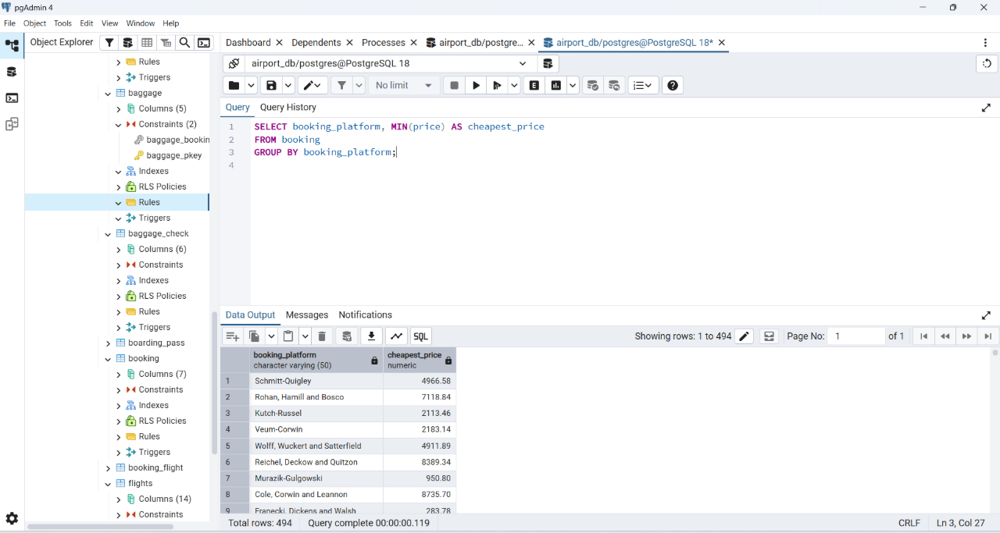 pgAdmin 4
File Object Tools Edit View Window Help
Object Explorer
Dashboard Dependents Processes airport_db/postgre... airport_db/postgres@PostgreSQL 18*
airport_db/postgres@PostgreSQL 18
No limit
E
Query Query History
1 SELECT booking_platform, MIN(price) AS cheapest_price
2 FROM booking
3 GROUP BY booking_platform;
4
Rules
Triggers
baggage
Columns (5)
Constraints (2)
baggage_bookin
baggage_pkey
Indexes
RLS Policies
Rules
Triggers
baggage_check
Columns (6)
Constraints
Indexes
RLS Policies
Rules
Triggers
boarding_pass
booking
Columns (7)
Constraints
Indexes
RLS Policies
Rules
Triggers
booking_flight
flights
Columns (14)
Constraints
Data Output Messages Notifications
SQL
Showing rows: 1 to 494 Page No: 1 of 1
booking_platform cheapest_price
character varying (50) numeric
1 Schmitt-Quigley 4966.58
2 Rohan, Hamill and Bosco 7118.84
3 Kutch-Russel 2113.46
4 Veum-Corwin 2183.14
5 Wolff, Wuckert and Satterfield 4911.89
6 Reichel, Deckow and Quitzon 8389.34
7 Murazik-Gulgowski 950.80
8 Cole, Corwin and Leannon 8735.70
9 Franecki, Dickens and Walsh 283.78
Total rows: 494 Query complete 00:00:00.119 CRLF Ln 3, Col 27